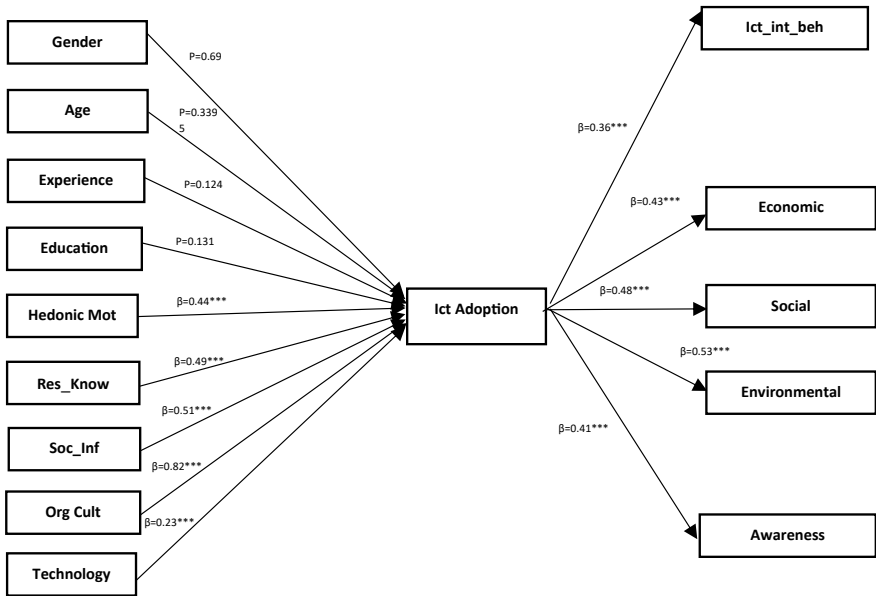 Gender
Age
Experience
Education
Hedonic Mot
Res_Know
Soc_Inf
Org Cult
Technology
P=0.69
P=0.339
5
P=0.124
P=0.131
β=0.44***
β=0.49***
β=0.51***
β=0.82***
β=0.23***
Ict Adoption
β=0.36***
β=0.43***
β=0.48***
β=0.53***
β=0.41***
Ict_int_beh
Economic
Social
Environmental
Awareness